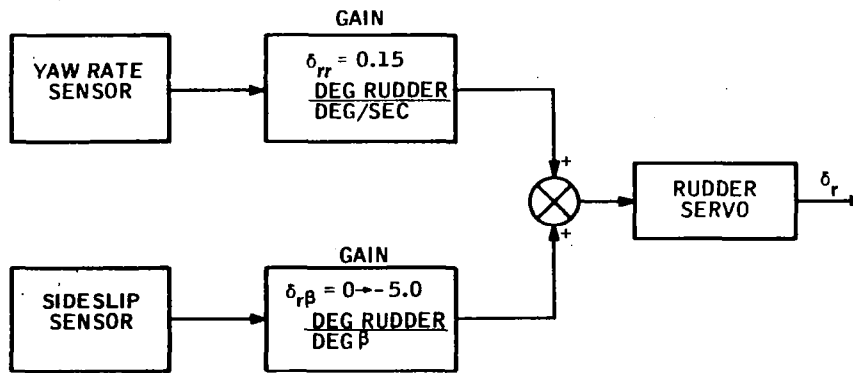 GAIN
YAW RATE
SENSOR
δrr = 0.15
DEG RUDDER
DEG/SEC
+
RUDDER
SERVO
δr
+
GAIN
SIDESLIP
SENSOR
δrβ = 0→-5.0
DEG RUDDER
DEG β